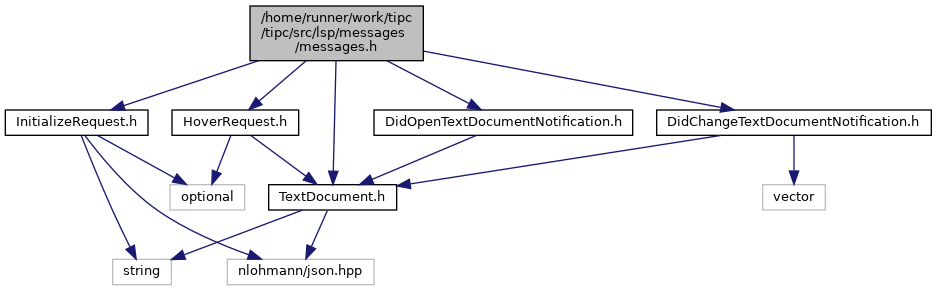 /home/runner/work/tipc
/tipc/src/lsp/messages
/messages.h
InitializeRequest.h
HoverRequest.h
DidOpenTextDocumentNotification.h
DidChangeTextDocumentNotification.h
optional
TextDocument.h
vector
string
nlohmann/json.hpp